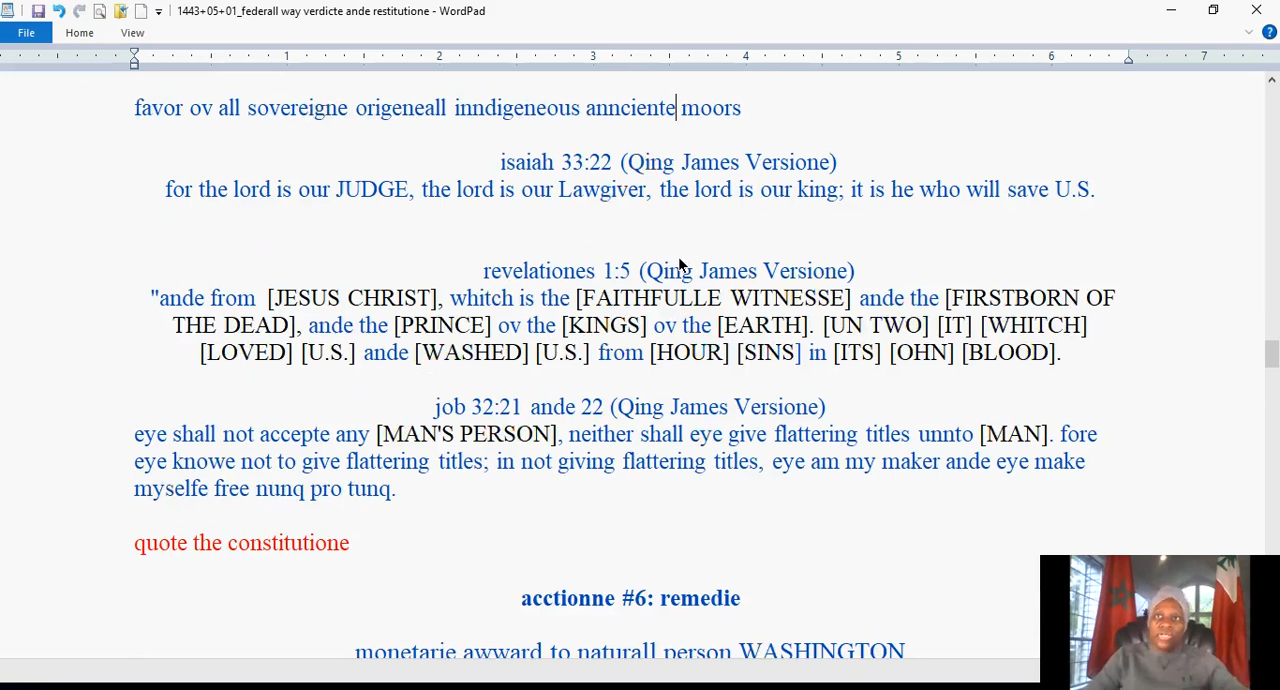 1443+05+01_federall way verdicte ande restitutione - WordPad
File Home View
1 2 3 4 5 6 7
favor ov all sovereigne origeneall inndigeneous annciente moors
isaiah 33:22 (Qing James Versione)
for the lord is our JUDGE, the lord is our Lawgiver, the lord is our king; it is he who will save U.S.
revelationes 1:5 (Qing James Versione)
"ande from [JESUS CHRIST], whitch is the [FAITHFULLE WITNESSE] ande the [FIRSTBORN OF
THE DEAD], ande the [PRINCE] ov the [KINGS] ov the [EARTH]. [UN TWO] [IT] [WHITCH]
[LOVED] [U.S.] ande [WASHED] [U.S.] from [HOUR] [SINS] in [ITS] [OHN] [BLOOD].
job 32:21 ande 22 (Qing James Versione)
eye shall not accepte any [MAN'S PERSON], neither shall eye give flattering titles unnto [MAN]. fore
eye knowe not to give flattering titles; in not giving flattering titles, eye am my maker ande eye make
myselfe free nunq pro tunq.
quote the constitutione
acctionne #6: remedie
monetarie awward to naturall person WASHINGTON